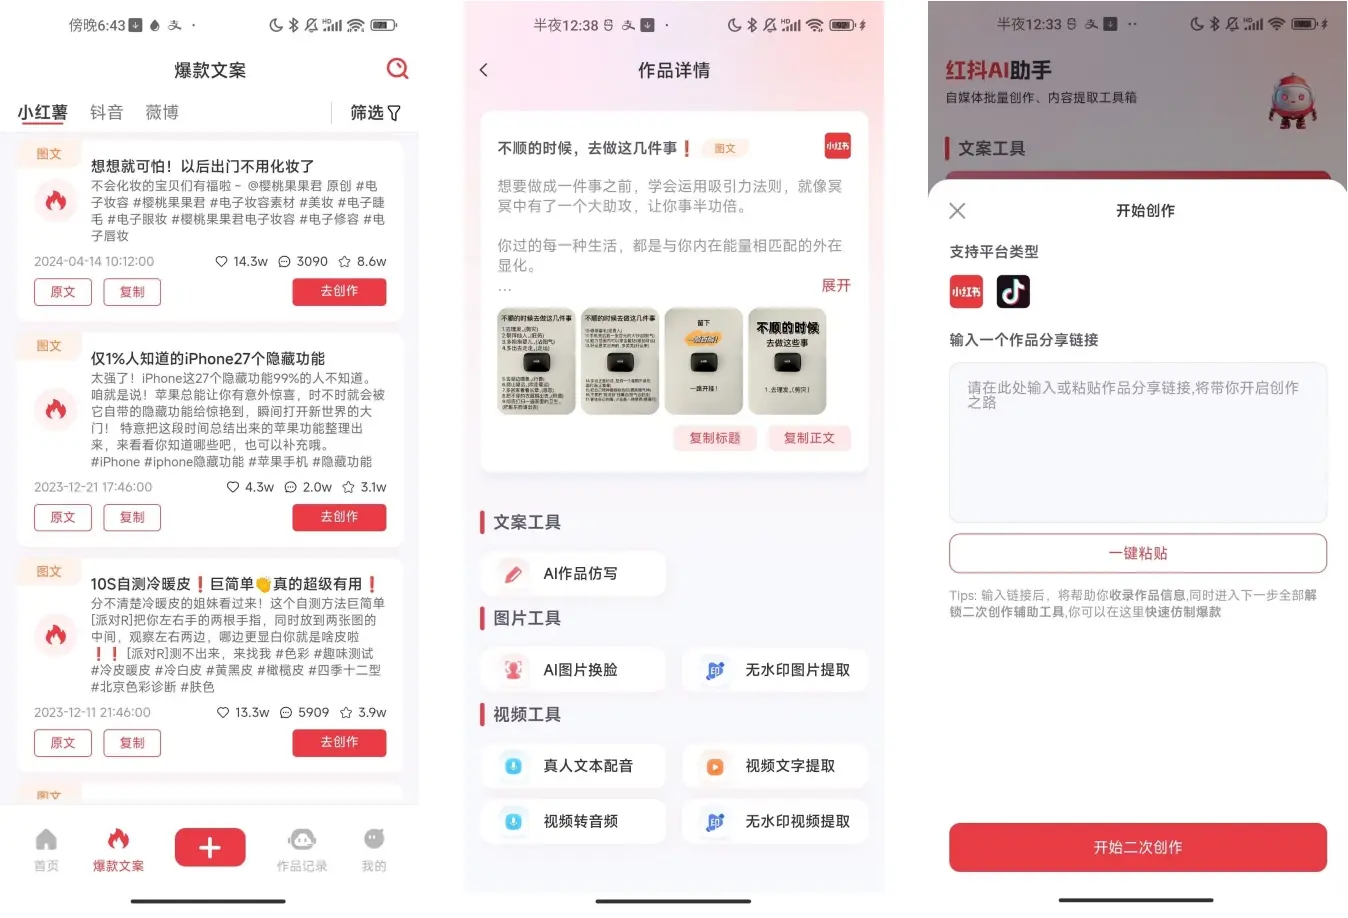 傍晚6:43
爆款文案
小红薯 抖音 薇博 筛选
图文
想想就可怕！以后出门不用化妆了
不会化妆的宝贝们有福啦～ @樱桃果果君 原创 #电
子妆容 #樱桃果果君 #电子妆容素材 #美妆 #电子睫
毛 #电子眼妆 #樱桃果果君电子妆容 #电子修容 #电
子唇妆
2024-04-14 10:12:00 14.3w 3090 8.6w
原文 复制 去创作
图文
仅1%人知道的iPhone27个隐藏功能
太强了！iPhone这27个隐藏功能99%的人不知道。
咱就是说！苹果总能让你有意外惊喜，时不时就会被
它自带的隐藏功能给惊艳到，瞬间打开新世界的大
门！ 特意把这段时间总结出来的苹果功能整理出
来，来看看你知道哪些吧，也可以补充哦。
#iPhone #iphone隐藏功能 #苹果手机 #隐藏功能
2023-12-21 17:46:00 4.3w 2.0w 3.1w
原文 复制 去创作
图文
10S自测冷暖皮❗巨简单👏真的超级有用❗
分不清楚冷暖皮的姐妹看过来！这个自测方法巨简单
[派对R]把你左右手的两根手指，同时放到两张图的
中间，观察左右两边，哪边更显白你就是啥皮啦
❗❗[派对R]测不出来，来找我 #色彩 #趣味测试
#冷皮暖皮 #冷白皮 #黄黑皮 #橄榄皮 #四季十二型
#北京色彩诊断 #肤色
2023-12-11 21:46:00 13.3w 5909 3.9w
原文 复制 去创作
图文
首页 爆款文案 作品记录 我的
半夜12:38
作品详情
不顺的时候，去做这几件事❗ 图文 小红书
想要做成一件事之前，学会运用吸引力法则，就像冥
冥中有了一个大助攻，让你事半功倍。
你过的每一种生活，都是与你内在能量相匹配的外在
显化。
... 展开
不顺的时候去做这几件事
不顺的时候去做这几件事
留下
一路开挂！
不顺的时候
去做这些事
1.去理发。(剪灾)
复制标题 复制正文
文案工具
AI作品仿写
图片工具
AI图片换脸 无水印图片提取
视频工具
真人文本配音 视频文字提取
视频转音频 无水印视频提取
半夜12:33
红抖AI助手
自媒体批量创作、内容提取工具箱
文案工具
开始创作
支持平台类型
小红书
输入一个作品分享链接
请在此处输入或粘贴作品分享链接,将带你开启创作
之路
一键粘贴
Tips: 输入链接后，将帮助你收录作品信息,同时进入下一步全部解
锁二次创作辅助工具,你可以在这里快速仿制爆款
开始二次创作